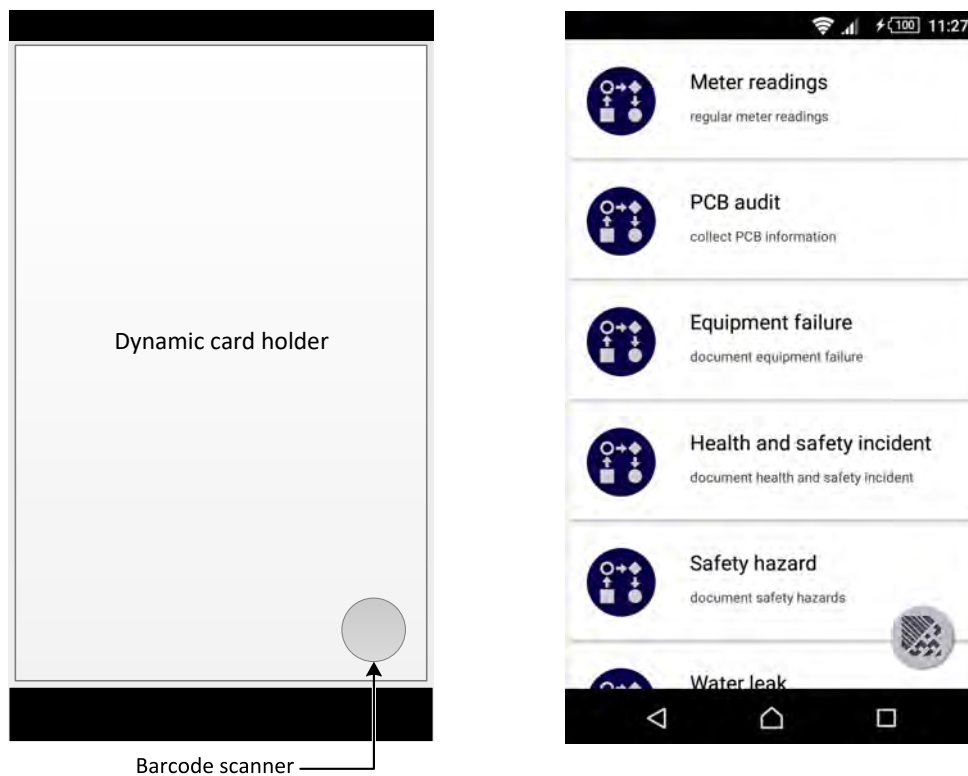 Dynamic card holder
Barcode scanner
100 11:27
Meter readings
regular meter readings
PCB audit
collect PCB information
Equipment failure
document equipment failure
Health and safety incident
document health and safety incident
Safety hazard
document safety hazards
Water leak